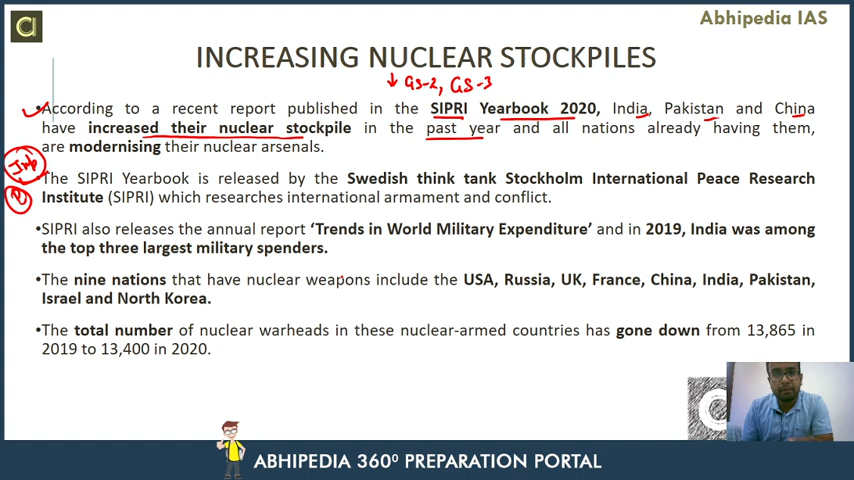 Abhipedia IAS
INCREASING NUCLEAR STOCKPILES
GS-2, GS-3
•According to a recent report published in the SIPRI Yearbook 2020, India, Pakistan and China
have increased their nuclear stockpile in the past year and all nations already having them,
are modernising their nuclear arsenals.
Imp
•The SIPRI Yearbook is released by the Swedish think tank Stockholm International Peace Research
Institute (SIPRI) which researches international armament and conflict.
•SIPRI also releases the annual report ‘Trends in World Military Expenditure’ and in 2019, India was among
the top three largest military spenders.
•The nine nations that have nuclear weapons include the USA, Russia, UK, France, China, India, Pakistan,
Israel and North Korea.
•The total number of nuclear warheads in these nuclear-armed countries has gone down from 13,865 in
2019 to 13,400 in 2020.
ABHIPEDIA 360⁰ PREPARATION PORTAL